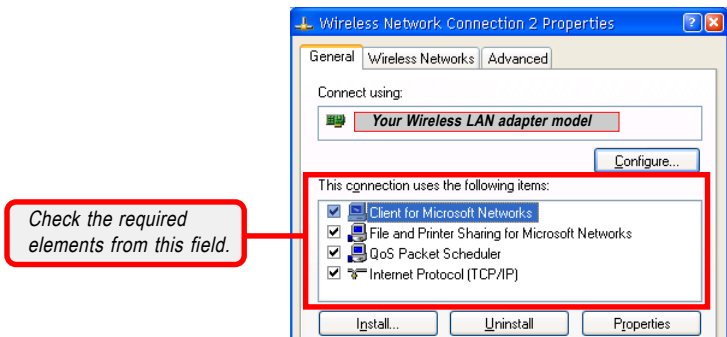 Wireless Network Connection 2 Properties
General Wireless Networks Advanced
Connect using:
Your Wireless LAN adapter model
Configure...
This connection uses the following items:
Client for Microsoft Networks
File and Printer Sharing for Microsoft Networks
QoS Packet Scheduler
Internet Protocol (TCP/IP)
Install... Uninstall Properties
Check the required
elements from this field.